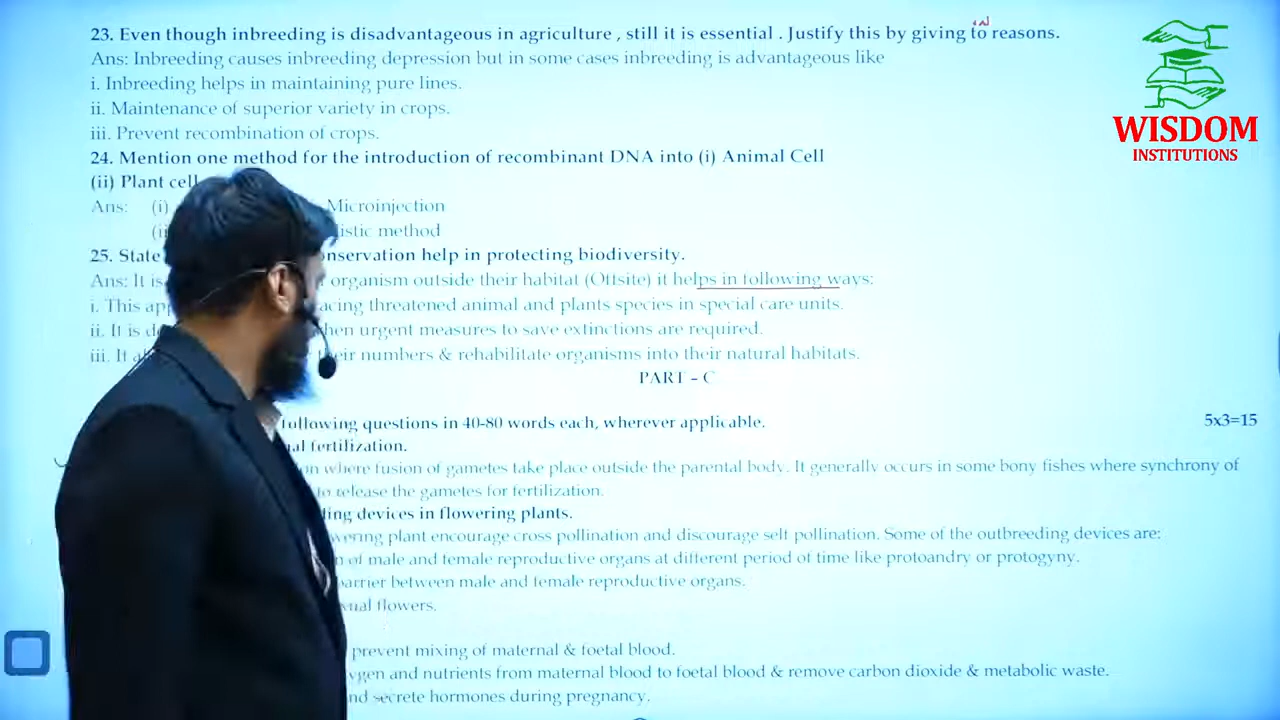 23. Even though inbreeding is disadvantageous in agriculture , still it is essential . Justify this by giving to reasons.
Ans: Inbreeding causes inbreeding depression but in some cases inbreeding is advantageous like
i. Inbreeding helps in maintaining pure lines.
ii. Maintenance of superior variety in crops.
iii. Prevent recombination of crops.
24. Mention one method for the introduction of recombinant DNA into (i) Animal Cell
(ii) Plant cell
Ans: (i) Microinjection
(ii listic method
25. State nservation help in protecting biodiversity.
Ans: It is organism outside their habitat (Offsite) it helps in following ways:
i. This app acing threatened animal and plants species in special care units.
ii. It is de hen urgent measures to save extinctions are required.
iii. It al eir numbers & rehabilitate organisms into their natural habitats.
PART – C
following questions in 40-80 words each, wherever applicable. 5x3=15
al fertilization.
on where fusion of gametes take place outside the parental body. It generally occurs in some bony fishes where synchrony of
to release the gametes for fertilization.
ding devices in flowering plants.
wering plant encourage cross pollination and discourage self pollination. Some of the outbreeding devices are:
n of male and female reproductive organs at different period of time like protoandry or protogyny.
barrier between male and female reproductive organs.
xual flowers.
prevent mixing of maternal & foetal blood.
ygen and nutrients from maternal blood to foetal blood & remove carbon dioxide & metabolic waste.
nd secrete hormones during pregnancy.
WISDOM
INSTITUTIONS